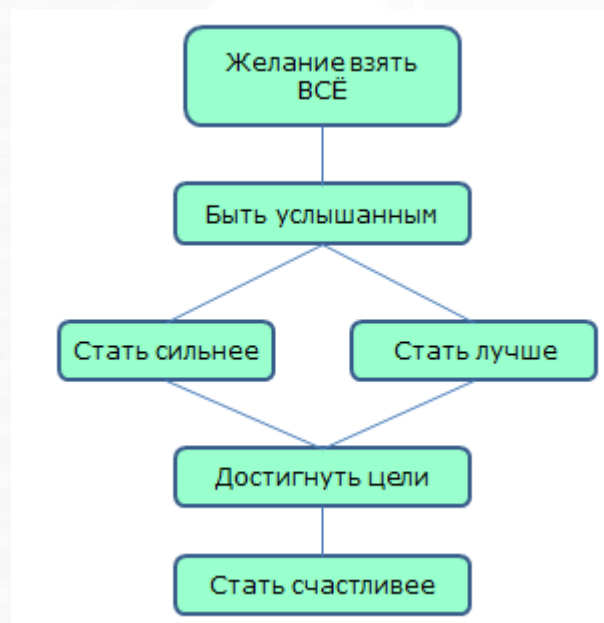 Желание взять
ВСЁ
Быть услышанным
Стать сильнее
Стать лучше
Достигнуть цели
Стать счастливее